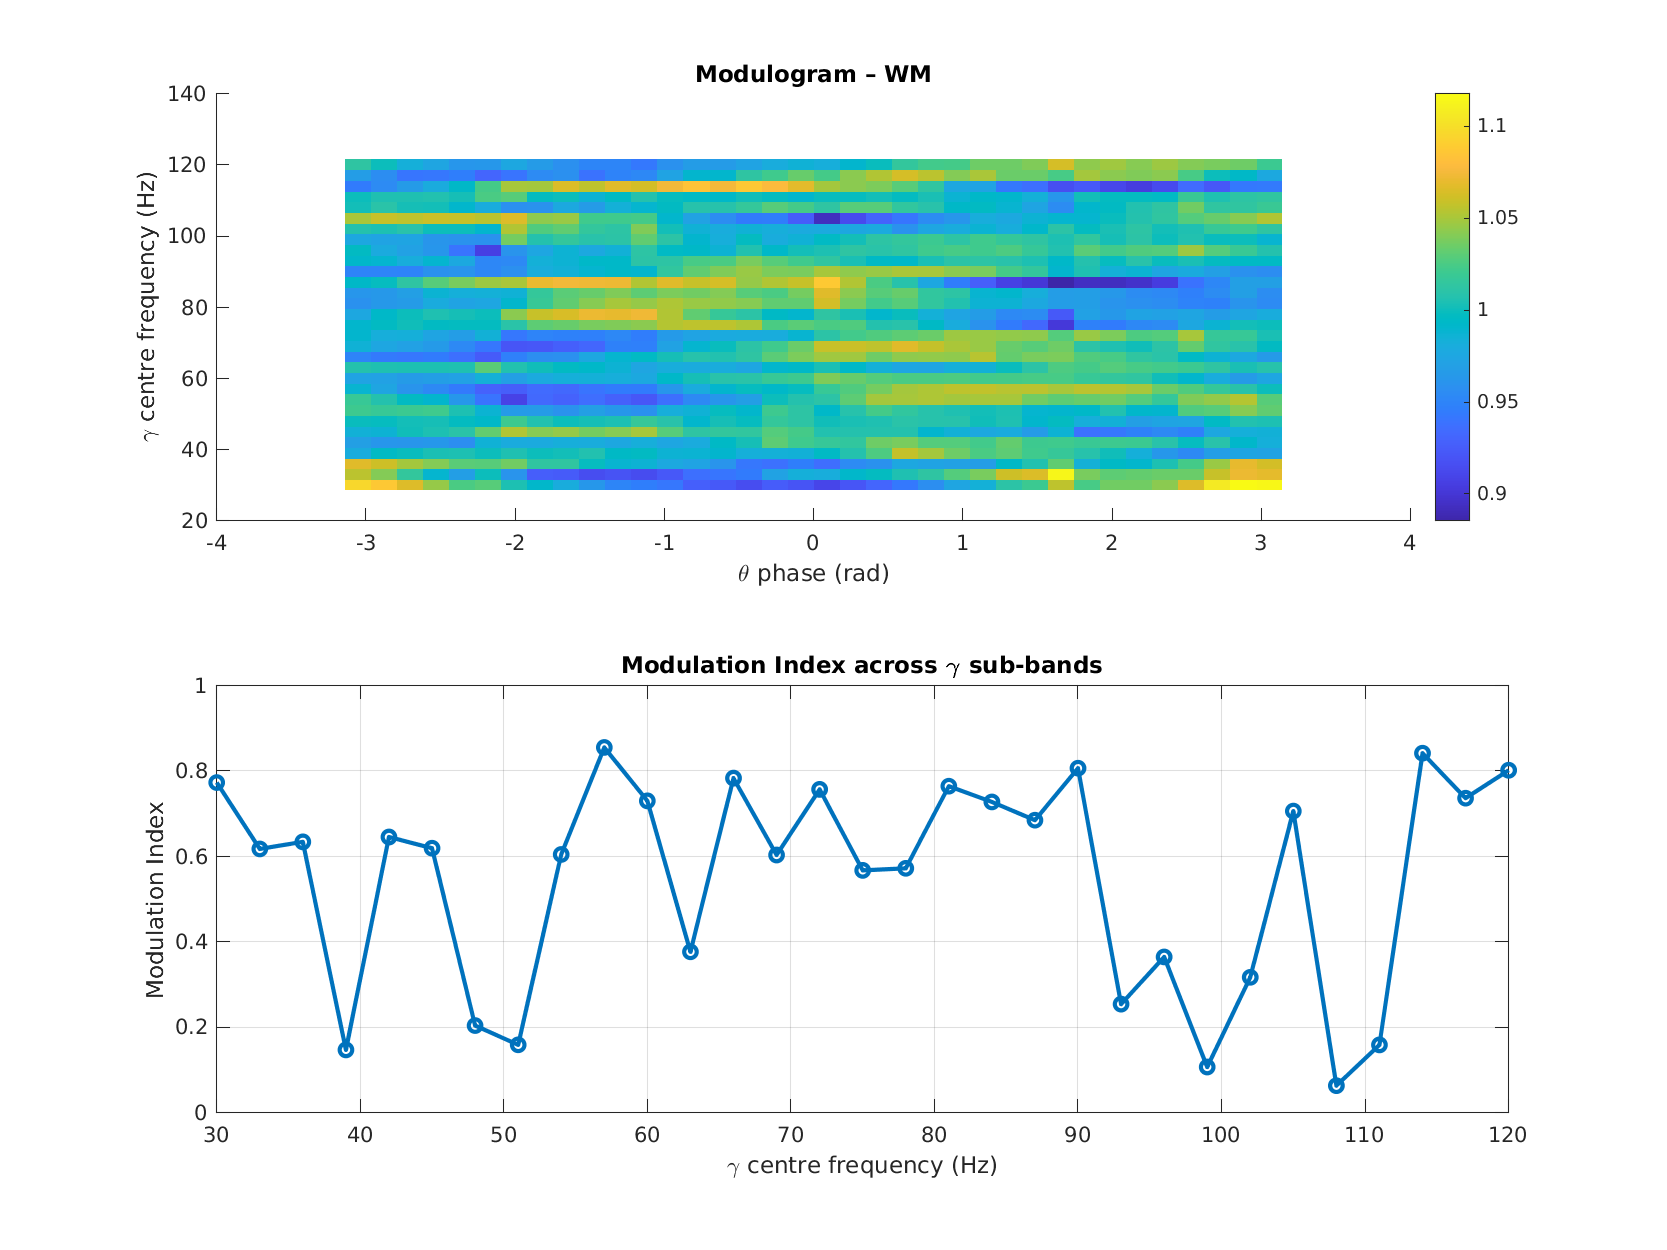 Modulogram – WM
140
120
100
80
60
40
20
γ centre frequency (Hz)
-4 -3 -2 -1 0 1 2 3 4
θ phase (rad)
1.1
1.05
1
0.95
0.9
Modulation Index across γ sub-bands
1
0.8
0.6
0.4
0.2
0
Modulation Index
30 40 50 60 70 80 90 100 110 120
γ centre frequency (Hz)